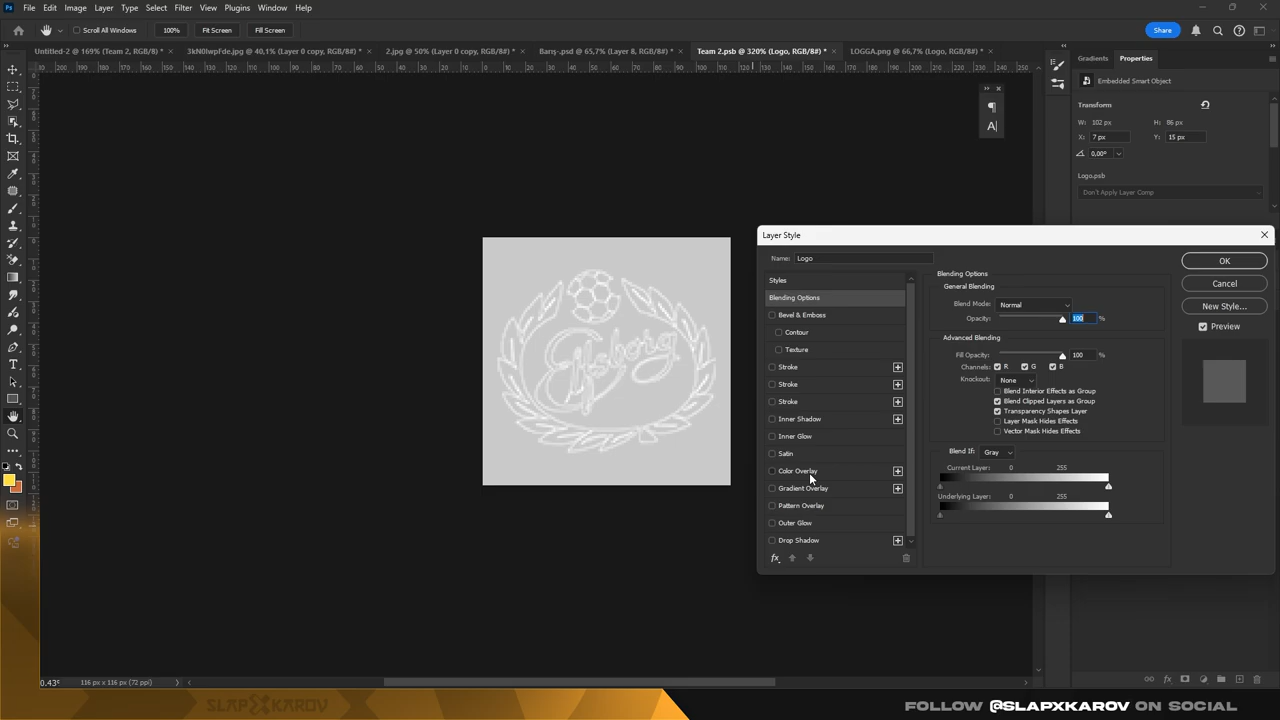 File Edit Image Layer Type Select Filter View Plugins Window Help
Scroll All Windows 100% Fit Screen Fill Screen Share
Untitled-2 @ 169% (Team 2, RGB/8*) * 3kN0lwpFde.jpg @ 40,1% (Layer 0 copy, RGB/8#) * 2.jpg @ 50% (Layer 0 copy, RGB/8#) * Barış-.psd @ 65,7% (Layer 8, RGB/8#) * Team 2.psb @ 320% (Logo, RGB/8#) * LOGGA.png @ 66,7% (Logo, RGB/8#) *
Gradients Properties
Embedded Smart Object
Transform
W: 102 px H: 86 px
X: 7 px Y: 15 px
0,00°
Logo.psb
Don't Apply Layer Comp
Elfsborg
Layer Style
Name: Logo
Styles
Blending Options
Bevel & Emboss
Contour
Texture
Stroke
Stroke
Stroke
Inner Shadow
Inner Glow
Satin
Color Overlay
Gradient Overlay
Pattern Overlay
Outer Glow
Drop Shadow
fx
Blending Options
General Blending
Blend Mode: Normal
Opacity: 100 %
Advanced Blending
Fill Opacity: 100 %
Channels: R G B
Knockout: None
Blend Interior Effects as Group
Blend Clipped Layers as Group
Transparency Shapes Layer
Layer Mask Hides Effects
Vector Mask Hides Effects
Blend If: Gray
Current Layer: 0 255
Underlying Layer: 0 255
OK
Cancel
New Style...
Preview
116 px x 116 px (72 ppi)
SLAPXKAROV
FOLLOW @SLAPXKAROV ON SOCIAL